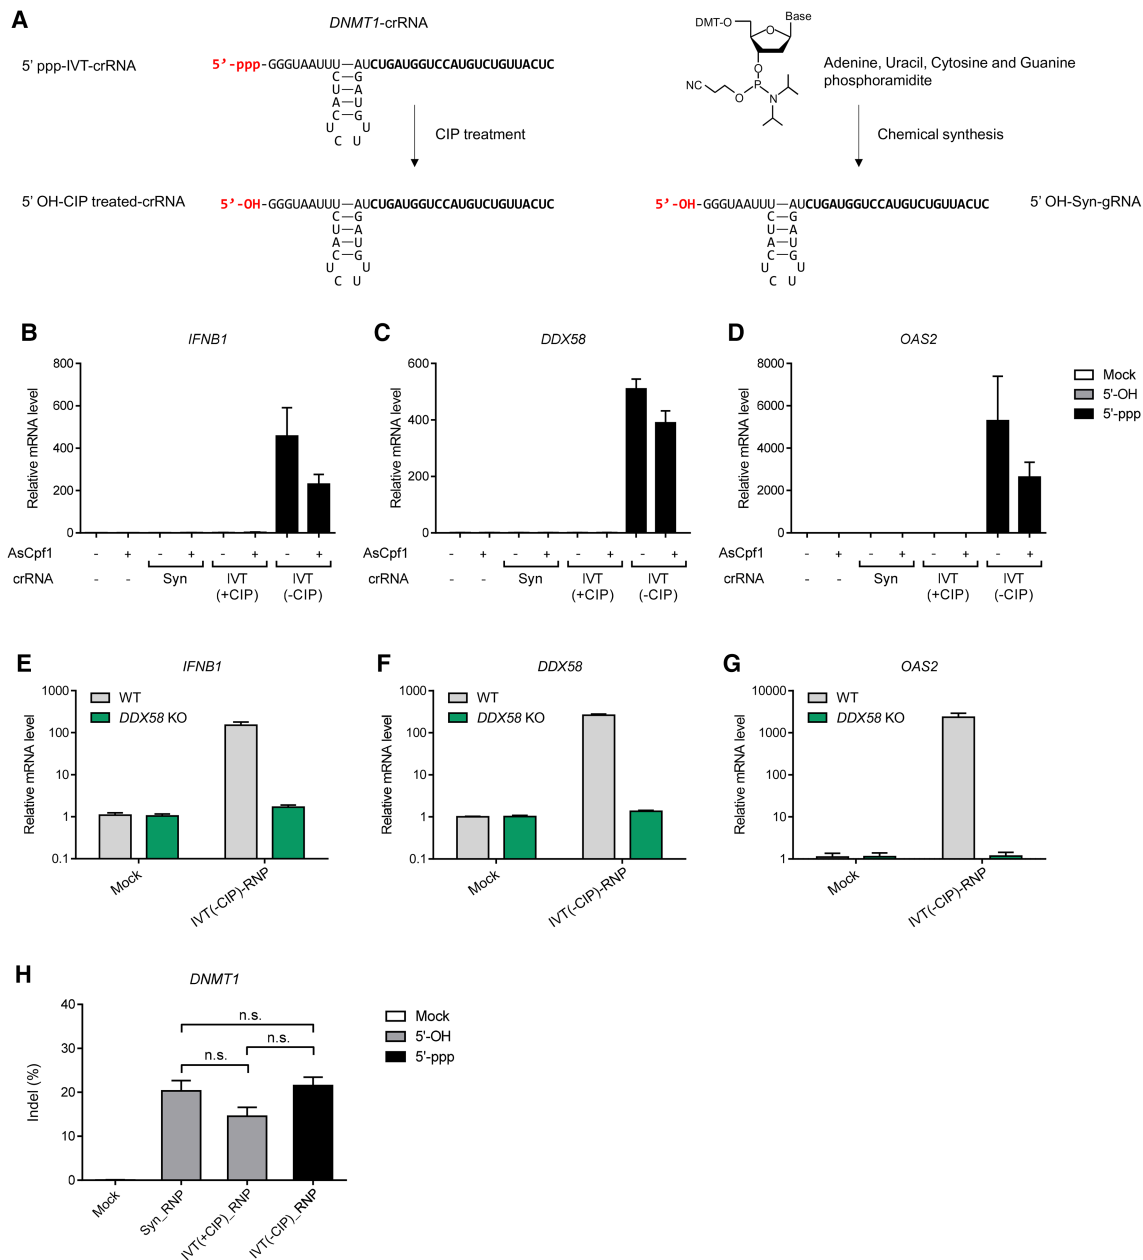 A
DNMT1-crRNA
5' ppp-IVT-crRNA
5'-ppp-GGGUAAUUU—AUCUGAUGGUCCAUGUCUGUUACUC
C—G
U—A
A—U
C—G
U U
C U
CIP treatment
DMT-O
Base
O
O
P
NC
O
N
Adenine, Uracil, Cytosine and Guanine
phosphoramidite
Chemical synthesis
5' OH-CIP treated-crRNA
5'-OH-GGGUAAUUU—AUCUGAUGGUCCAUGUCUGUUACUC
C—G
U—A
A—U
C—G
U U
C U
5'-OH-GGGUAAUUU—AUCUGAUGGUCCAUGUCUGUUACUC
C—G
U—A
A—U
C—G
U U
C U
5' OH-Syn-gRNA
B
IFNB1
Relative mRNA level
800
600
400
200
0
AsCpf1 - + - + - + - +
crRNA - - Syn IVT (+CIP) IVT (-CIP)
C
DDX58
Relative mRNA level
600
400
200
0
AsCpf1 - + - + - + - +
crRNA - - Syn IVT (+CIP) IVT (-CIP)
D
OAS2
Relative mRNA level
8000
6000
4000
2000
0
AsCpf1 - + - + - + - +
crRNA - - Syn IVT (+CIP) IVT (-CIP)
Mock
5'-OH
5'-ppp
E
IFNB1
Relative mRNA level
1000
100
10
1
0.1
WT
DDX58 KO
Mock
IVT(-CIP)-RNP
F
DDX58
Relative mRNA level
1000
100
10
1
0.1
WT
DDX58 KO
Mock
IVT(-CIP)-RNP
G
OAS2
Relative mRNA level
10000
1000
100
10
1
WT
DDX58 KO
Mock
IVT(-CIP)-RNP
H
DNMT1
Indel (%)
40
30
20
10
0
n.s.
n.s.
n.s.
Mock
Syn_RNP
IVT(+CIP)_RNP
IVT(-CIP)_RNP
Mock
5'-OH
5'-ppp